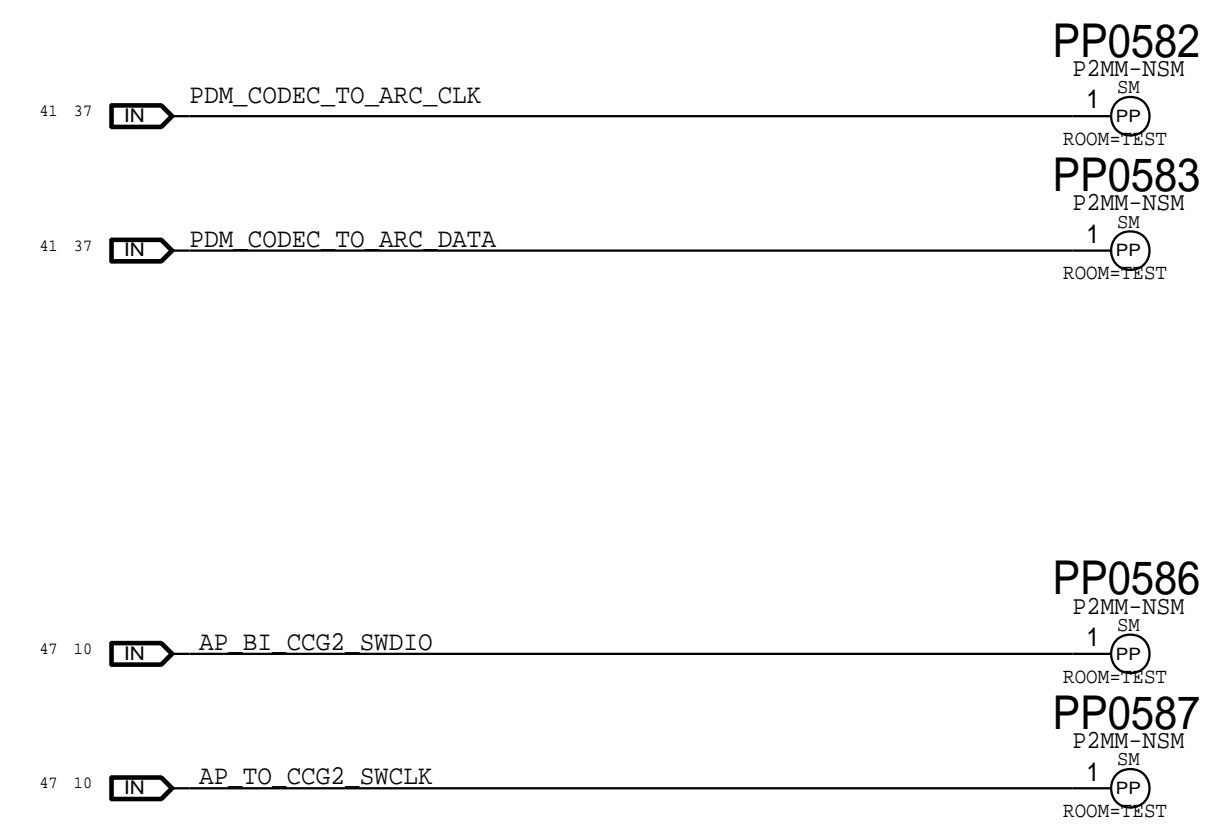 PP0582
P2MM-NSM
SM
PDM_CODEC_TO_ARC_CLK
1
41 37 IN
PP
ROOM=TEST
PP0583
P2MM-NSM
SM
PDM_CODEC_TO_ARC_DATA
1
41 37 IN
PP
ROOM=TEST
PP0586
P2MM-NSM
SM
AP_BI_CCG2_SWDIO
1
47 10 IN
PP
ROOM=TEST
PP0587
P2MM-NSM
SM
AP_TO_CCG2_SWCLK
1
47 10 IN
PP
ROOM=TEST